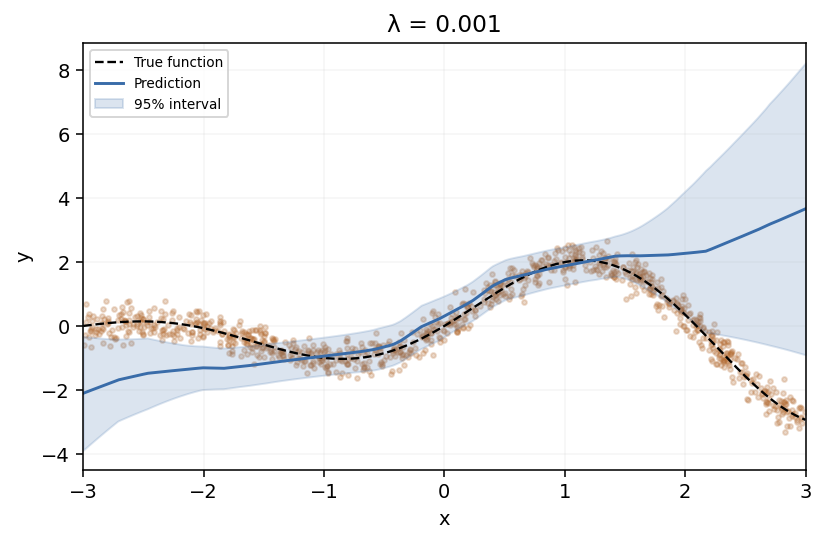 λ = 0.001
True function
Prediction
95% interval
y
8
6
4
2
0
−2
−4
−3
−2
−1
0
1
2
3
x